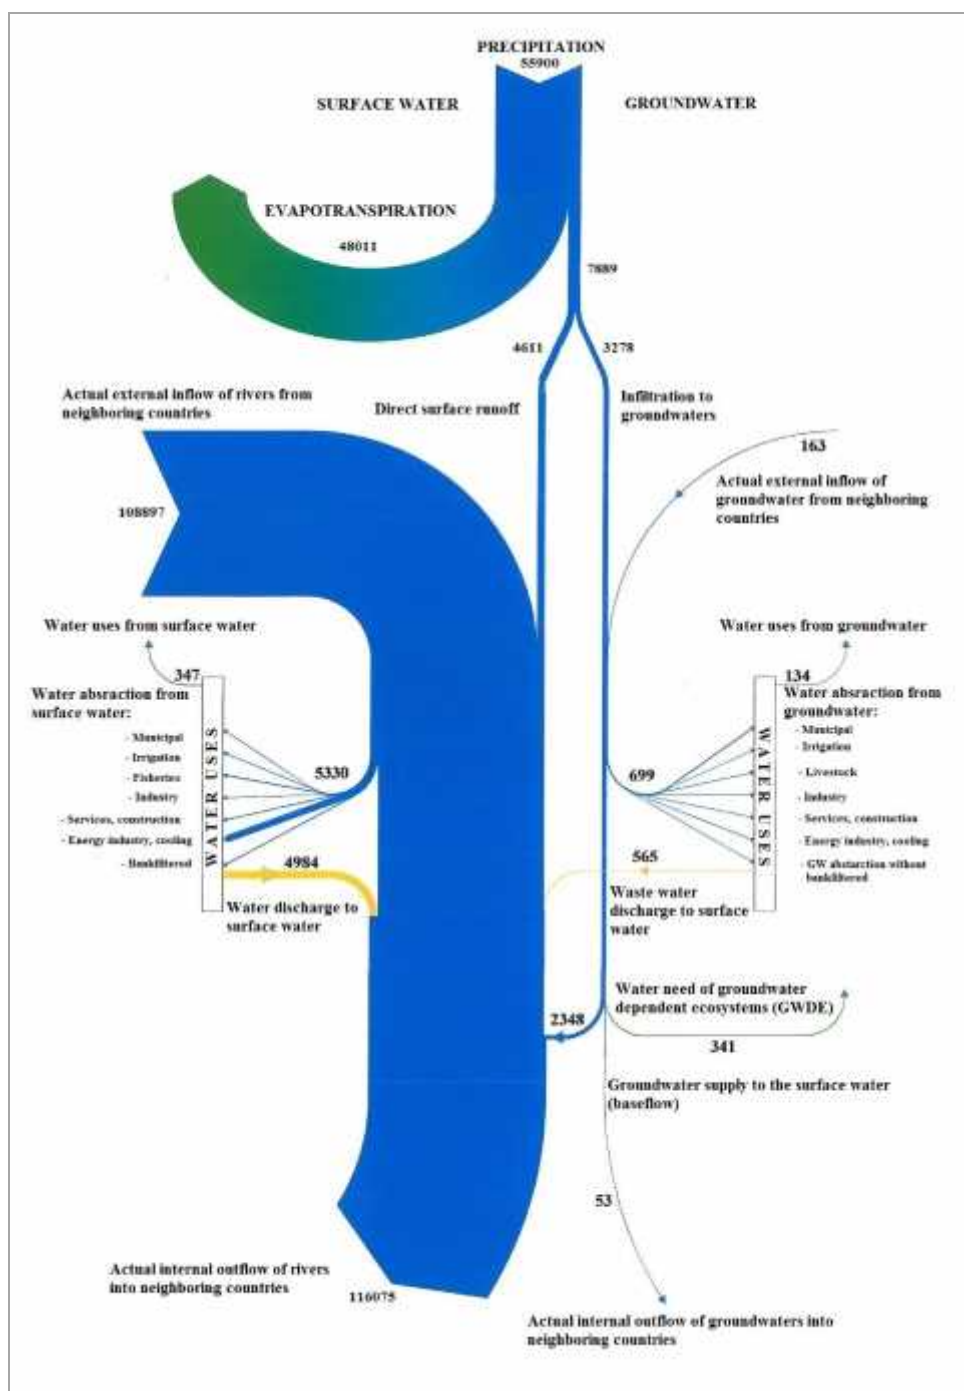 PRECIPITATION
55900
SURFACE WATER
GROUNDWATER
EVAPOTRANSPIRATION
48011
7889
4611
3278
Actual external inflow of rivers from
neighboring countries
Direct surface runoff
Infiltration to
groundwaters
163
Actual external inflow of
groundwater from neighboring
countries
108897
Water uses from surface water
347
Water absraction from
surface water:
- Municipal
- Irrigation
- Fisheries
- Industry
- Services, construction
- Energy industry, cooling
- Bankfiltered
WATER USES
5330
4984
Water discharge to
surface water
Water uses from groundwater
134
Water absraction from
groundwater:
- Municipal
- Irrigation
- Livestock
- Industry
- Services, construction
- Energy industry, cooling
- GW abstarction without
bankfiltered
WATER USES
699
565
Waste water
discharge to surface
water
Water need of groundwater
dependent ecosystems (GWDE)
2348
341
Groundwater supply to the surface water
(baseflow)
53
Actual internal outflow of rivers
into neighboring countries
116075
Actual internal outflow of groundwaters into
neighboring countries